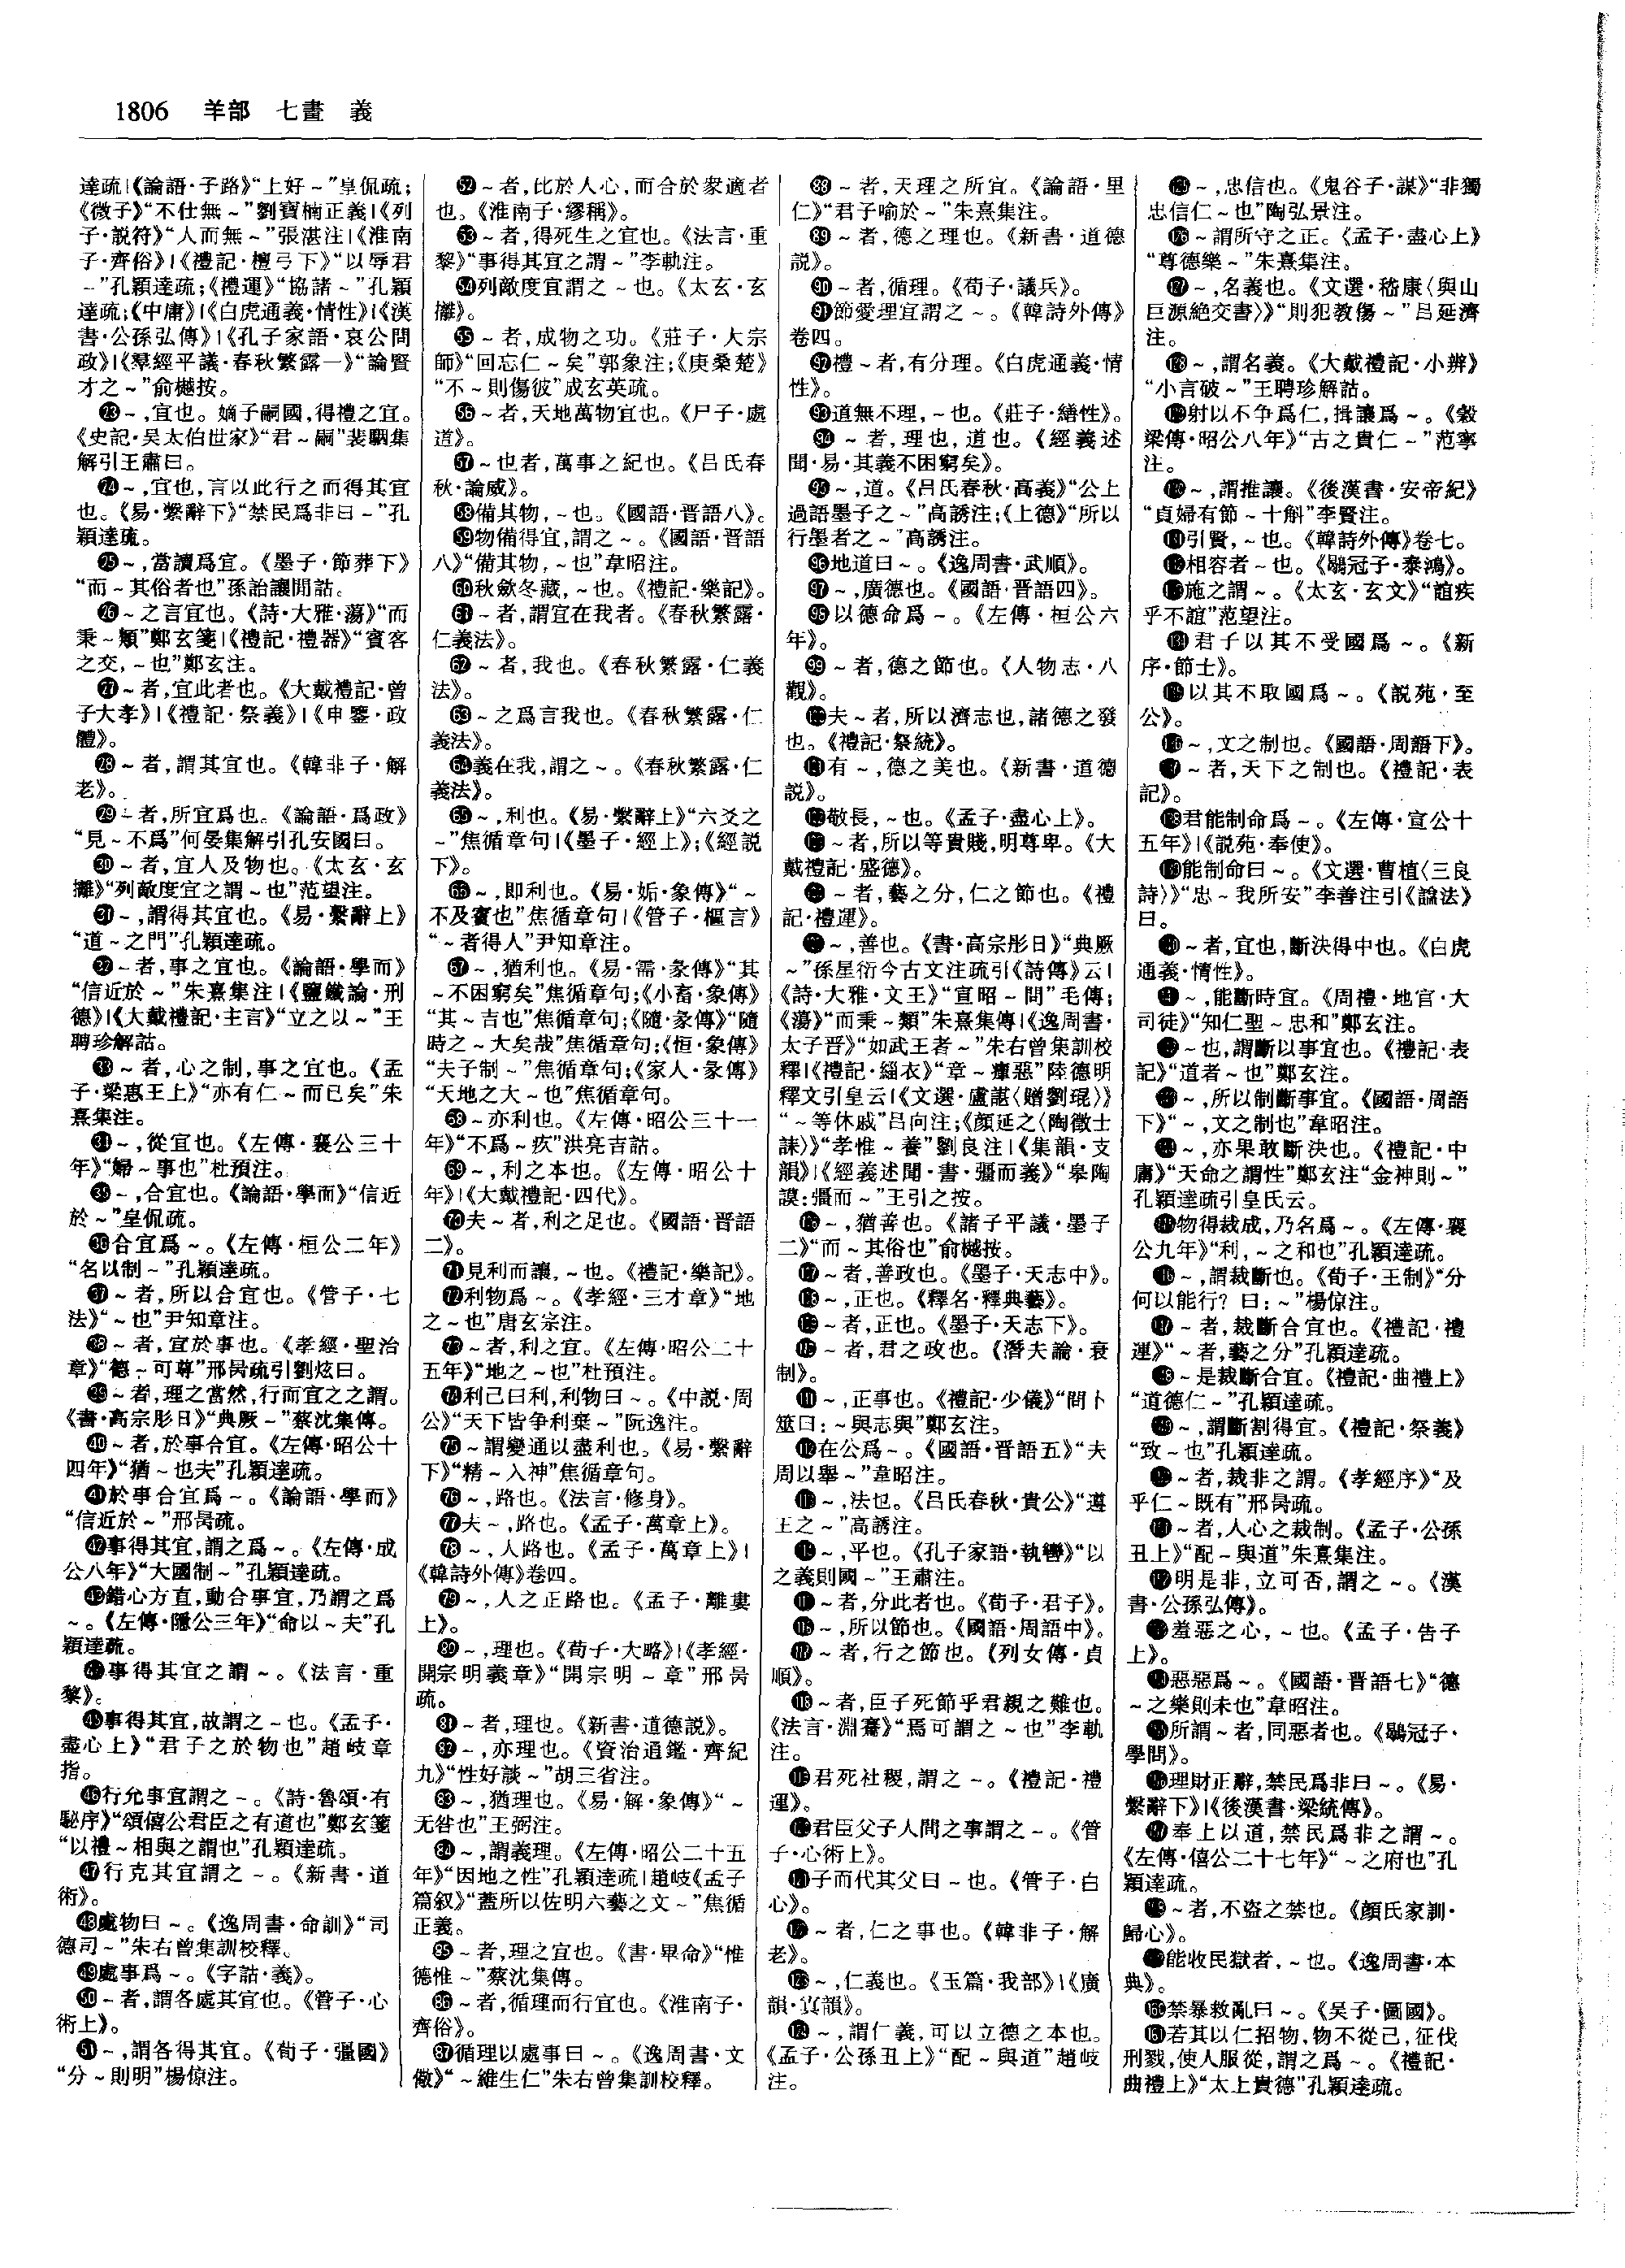 1806 羊部 七畫 義
達疏|《論語·子路》“上好~”皇侃疏;
《微子》“不仕無~”劉寶楠正義|《列
子·說符》“人而無~”張湛注|《淮南
子·齊俗》|《禮記·檀弓下》“以辱君
~”孔穎達疏;《禮運》“協諸~”孔穎
達疏;《中庸》|《白虎通義·情性》|《漢
書·公孫弘傳》|《孔子家語·哀公問
政》|《羣經平議·春秋繁露一》“論賢
才之~”俞樾按。
㉓~,宜也。嫡子嗣國,得禮之宜。
《史記·吴太伯世家》“君~嗣”裴駰集
解引王肅曰。
㉔~,宜也,言以此行之而得其宜
也。《易·繫辭下》“禁民爲非曰~”孔
穎達疏。
㉕~,當讀爲宜。《墨子·節葬下》
“而~其俗者也”孫詒讓閒詁。
㉖~之言宜也。《詩·大雅·蕩》“而
秉~類”鄭玄箋|《禮記·禮器》“賓客
之交,~也”鄭玄注。
㉗~者,宜此者也。《大戴禮記·曾
子大孝》|《禮記·祭義》|《申鑒·政
體》。
㉘~者,謂其宜也。《韓非子·解
老》。
㉙~者,所宜爲也。《論語·爲政》
“見~不爲”何晏集解引孔安國曰。
㉚~者,宜人及物也。《太玄·玄
攡》“列敵度宜之謂~也”范望注。
㉛~,謂得其宜也。《易·繫辭上》
“道~之門”孔穎達疏。
㉜~者,事之宜也。《論語·學而》
“信近於~”朱熹集注|《鹽鐵論·刑
德》|《大戴禮記·主言》“立之以~”王
聘珍解詁。
㉝~者,心之制,事之宜也。《孟
子·梁惠王上》“亦有仁~而已矣”朱
熹集注。
㉞~,從宜也。《左傳·襄公三十
年》“婦~事也”杜預注。
㉟~,合宜也。《論語·學而》“信近
於~”皇侃疏。
㊱合宜爲~。《左傳·桓公二年》
“名以制~”孔穎達疏。
㊲~者,所以合宜也。《管子·七
法》“~也”尹知章注。
㊳~者,宜於事也。《孝經·聖治
章》“德~可尊”邢昺疏引劉炫曰。
㊴~者,理之當然,行而宜之之謂。
《書·高宗肜日》“典厥~”蔡沈集傳。
㊵~者,於事合宜。《左傳·昭公十
四年》“猶~也夫”孔穎達疏。
㊶於事合宜爲~。《論語·學而》
“信近於~”邢昺疏。
㊷事得其宜,謂之爲~。《左傳·成
公八年》“大國制~”孔穎達疏。
㊸錯心方直,動合事宜,乃謂之爲
~。《左傳·隱公三年》“命以~夫”孔
穎達疏。
㊹事得其宜之謂~。《法言·重
黎》。
㊺事得其宜,故謂之~也。《孟子·
盡心上》“君子之於物也”趙岐章
指。
㊻行允事宜謂之~。《詩·魯頌·有
駜序》“頌僖公君臣之有道也”鄭玄箋
“以禮~相與之謂也”孔穎達疏。
㊼行克其宜謂之~。《新書·道
術》。
㊽處物曰~。《逸周書·命訓》“司
德司~”朱右曾集訓校釋。
㊾處事爲~。《字詁·義》。
㊿~者,謂各處其宜也。《管子·心
術上》。
51~,謂各得其宜。《荀子·彊國》
“分~則明”楊倞注。
52~者,比於人心,而合於衆適者
也。《淮南子·繆稱》。
53~者,得死生之宜也。《法言·重
黎》“事得其宜之謂~”李軌注。
54列敵度宜謂之~也。《太玄·玄
攡》。
55~者,成物之功。《莊子·大宗
師》“回忘仁~矣”郭象注;《庚桑楚》
“不~則傷彼”成玄英疏。
56~者,天地萬物宜也。《尸子·處
道》。
57~也者,萬事之紀也。《吕氏春
秋·論威》。
58備其物,~也。《國語·晋語八》。
59物備得宜,謂之~。《國語·晋語
八》“備其物,~也”韋昭注。
60秋斂冬藏,~也。《禮記·樂記》。
61~者,謂宜在我者。《春秋繁露·
仁義法》。
62~者,我也。《春秋繁露·仁義
法》。
63~之爲言我也。《春秋繁露·仁
義法》。
64義在我,謂之~。《春秋繁露·仁
義法》。
65~,利也。《易·繫辭上》“六爻之
~”焦循章句|《墨子·經上》;《經説
下》。
66~,即利也。《易·姤·象傳》“~
不及賓也”焦循章句|《管子·樞言》
“~者得人”尹知章注。
67~,猶利也。《易·需·彖傳》“其
~不困窮矣”焦循章句;《小畜·象傳》
“其~吉也”焦循章句;《隨·彖傳》“隨
時之~大矣哉”焦循章句;《恒·象傳》
“夫子制~”焦循章句;《家人·彖傳》
“天地之大~也”焦循章句。
68~亦利也。《左傳·昭公三十一
年》“不爲~疚”洪亮吉詁。
69~,利之本也。《左傳·昭公十
年》|《大戴禮記·四代》。
70夫~者,利之足也。《國語·晋語
二》。
71見利而讓,~也。《禮記·樂記》。
72利物爲~。《孝經·三才章》“地
之~也”唐玄宗注。
73~者,利之宜。《左傳·昭公二十
五年》“地之~也”杜預注。
74利己曰利,利物曰~。《中説·周
公》“天下皆争利棄~”阮逸注。
75~謂變通以盡利也。《易·繫辭
下》“精~入神”焦循章句。
76~,路也。《法言·修身》。
77夫~,路也。《孟子·萬章上》。
78~,人路也。《孟子·萬章上》|
《韓詩外傳》卷四。
79~,人之正路也。《孟子·離婁
上》。
80~,理也。《荀子·大略》|《孝經·
開宗明義章》“開宗明~章”邢昺
疏。
81~者,理也。《新書·道德説》。
82~,亦理也。《資治通鑑·齊紀
九》“性好談~”胡三省注。
83~,猶理也。《易·解·象傳》“~
无咎也”王弼注。
84~,謂義理。《左傳·昭公二十五
年》“因地之性”孔穎達疏|趙岐《孟子
篇叙》“蓋所以佐明六藝之文~”焦循
正義。
85~者,理之宜也。《書·畢命》“惟
德惟~”蔡沈集傳。
86~者,循理而行宜也。《淮南子·
齊俗》。
87循理以處事曰~。《逸周書·文
儆》“~維生仁”朱右曾集訓校釋。
88~者,天理之所宜。《論語·里
仁》“君子喻於~”朱熹集注。
89~者,德之理也。《新書·道德
説》。
90~者,循理。《荀子·議兵》。
91節愛理宜謂之~。《韓詩外傳》
卷四。
92禮~者,有分理。《白虎通義·情
性》。
93道無不理,~也。《莊子·繕性》。
94~者,理也,道也。《經義述
聞·易·其義不困窮矣》。
95~,道。《吕氏春秋·高義》“公上
過語墨子之~”高誘注;《上德》“所以
行墨者之~”高誘注。
96地道曰~。《逸周書·武順》。
97~,廣德也。《國語·晋語四》。
98以德命爲~。《左傳·桓公六
年》。
99~者,德之節也。《人物志·八
觀》。
100夫~者,所以濟志也,諸德之發
也。《禮記·祭統》。
101有~,德之美也。《新書·道德
説》。
102敬長,~也。《孟子·盡心上》。
103~者,所以等貴賤,明尊卑。《大
戴禮記·盛德》。
104~者,藝之分,仁之節也。《禮
記·禮運》。
105~,善也。《書·高宗肜日》“典厥
~”孫星衍今古文注疏引《詩傳》云|
《詩·大雅·文王》“宣昭~問”毛傳;
《蕩》“而秉~類”朱熹集傳|《逸周書·
太子晋》“如武王者~”朱右曾集訓校
釋|《禮記·緇衣》“章~癉惡”陸德明
釋文引皇云|《文選·盧諶〈贈劉琨〉》
“~等休戚”吕向注;《顔延之〈陶徵士
誄〉》“孝惟~養”劉良注|《集韻·支
韻》|《經義述聞·書·彊而義》“皋陶
謨:彊而~”王引之按。
106~,猶善也。《諸子平議·墨子
二》“而~其俗也”俞樾按。
107~者,善政也。《墨子·天志中》。
108~,正也。《釋名·釋典藝》。
109~者,正也。《墨子·天志下》。
110~者,君之政也。《潛夫論·衰
制》。
111~,正事也。《禮記·少儀》“問卜
筮曰:~與志與”鄭玄注。
112在公爲~。《國語·晋語五》“夫
周以舉~”韋昭注。
113~,法也。《吕氏春秋·貴公》“遵
王之~”高誘注。
114~,平也。《孔子家語·執轡》“以
之義則國~”王肅注。
115~者,分此者也。《荀子·君子》。
116~,所以節也。《國語·周語中》。
117~者,行之節也。《列女傳·貞
順》。
118~者,臣子死節乎君親之難也。
《法言·淵騫》“焉可謂之~也”李軌
注。
119君死社稷,謂之~。《禮記·禮
運》。
120君臣父子人間之事謂之~。《管
子·心術上》。
121子而代其父曰~也。《管子·白
心》。
122~者,仁之事也。《韓非子·解
老》。
123~,仁義也。《玉篇·我部》|《廣
韻·寘韻》。
124~,謂仁義,可以立德之本也。
《孟子·公孫丑上》“配~與道”趙岐
注。
125~,忠信也。《鬼谷子·謀》“非獨
忠信仁~也”陶弘景注。
126~謂所守之正。《孟子·盡心上》
“尊德樂~”朱熹集注。
127~,名義也。《文選·嵇康〈與山
巨源絶交書〉》“則犯教傷~”吕延濟
注。
128~,謂名義。《大戴禮記·小辨》
“小言破~”王聘珍解詁。
129射以不争爲仁,揖讓爲~。《穀
梁傳·昭公八年》“古之貴仁~”范寧
注。
130~,謂推讓。《後漢書·安帝紀》
“貞婦有節~十斛”李賢注。
131引賢,~也。《韓詩外傳》卷七。
132相容者~也。《鶡冠子·泰鴻》。
133施之謂~。《太玄·玄文》“誼疾
乎不誼”范望注。
134君子以其不受國爲~。《新
序·節士》。
135以其不取國爲~。《説苑·至
公》。
136~,文之制也。《國語·周語下》。
137~者,天下之制也。《禮記·表
記》。
138君能制命爲~。《左傳·宣公十
五年》|《説苑·奉使》。
139能制命曰~。《文選·曹植〈三良
詩〉》“忠~我所安”李善注引《謚法》
曰。
140~者,宜也,斷決得中也。《白虎
通義·情性》。
141~,能斷時宜。《周禮·地官·大
司徒》“知仁聖~忠和”鄭玄注。
142~也,謂斷以事宜也。《禮記·表
記》“道者~也”鄭玄注。
143~,所以制斷事宜。《國語·周語
下》“~,文之制也”韋昭注。
144~,亦果敢斷決也。《禮記·中
庸》“天命之謂性”鄭玄注“金神則~”
孔穎達疏引皇氏云。
145物得裁成,乃名爲~。《左傳·襄
公九年》“利,~之和也”孔穎達疏。
146~,謂裁斷也。《荀子·王制》“分
何以能行?曰:~”楊倞注。
147~者,裁斷合宜也。《禮記·禮
運》“~者,藝之分”孔穎達疏。
148~是裁斷合宜。《禮記·曲禮上》
“道德仁~”孔穎達疏。
149~,謂斷割得宜。《禮記·祭義》
“致~也”孔穎達疏。
150~者,裁非之謂。《孝經序》“及
乎仁~既有”邢昺疏。
151~者,人心之裁制。《孟子·公孫
丑上》“配~與道”朱熹集注。
152明是非,立可否,謂之~。《漢
書·公孫弘傳》。
153羞惡之心,~也。《孟子·告子
上》。
154惡惡爲~。《國語·晋語七》“德
~之樂則未也”韋昭注。
155所謂~者,同惡者也。《鶡冠子·
學問》。
156理財正辭,禁民爲非曰~。《易·
繫辭下》|《後漢書·梁統傳》。
157奉上以道,禁民爲非之謂~。
《左傳·僖公二十七年》“~之府也”孔
穎達疏。
158~者,不盗之禁也。《顔氏家訓·
歸心》。
159能收民獄者,~也。《逸周書·本
典》。
160禁暴救亂曰~。《吴子·圖國》。
161若其以仁招物,物不從己,征伐
刑戮,使人服從,謂之爲~。《禮記·
曲禮上》“太上貴德”孔穎達疏。